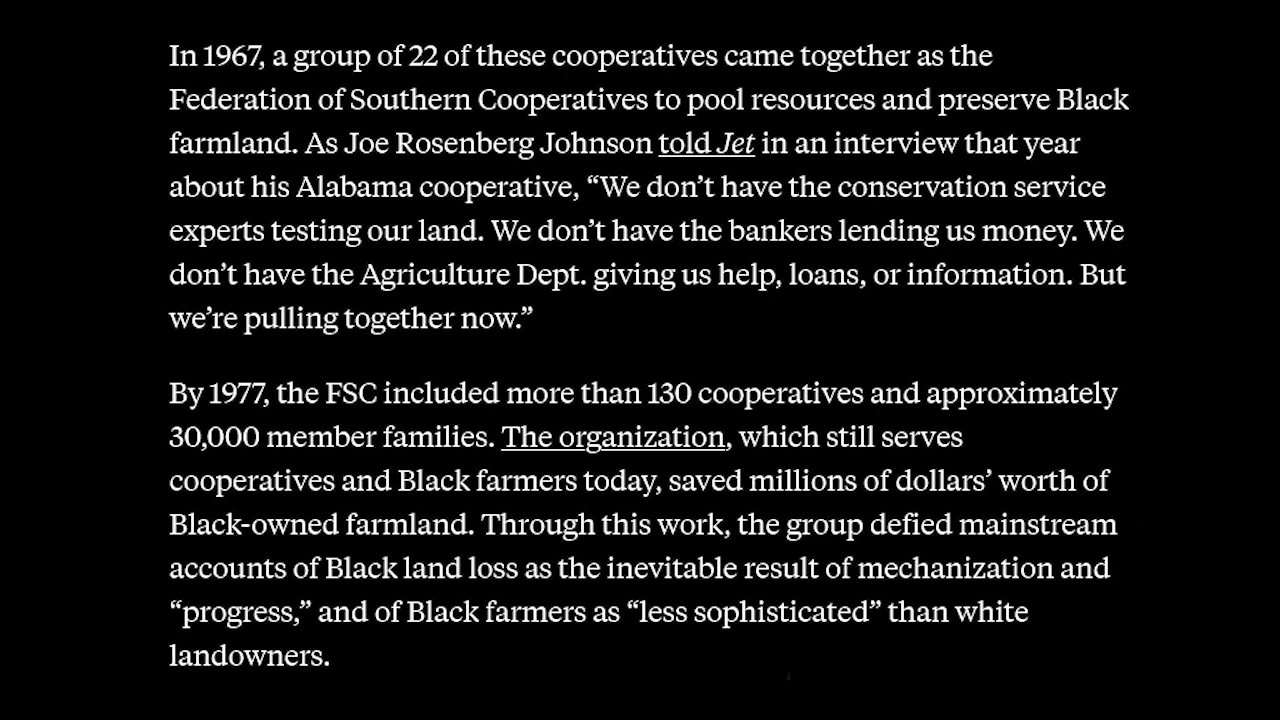 In 1967, a group of 22 of these cooperatives came together as the
Federation of Southern Cooperatives to pool resources and preserve Black
farmland. As Joe Rosenberg Johnson told Jet in an interview that year
about his Alabama cooperative, “We don’t have the conservation service
experts testing our land. We don’t have the bankers lending us money. We
don’t have the Agriculture Dept. giving us help, loans, or information. But
we’re pulling together now.”
By 1977, the FSC included more than 130 cooperatives and approximately
30,000 member families. The organization, which still serves
cooperatives and Black farmers today, saved millions of dollars’ worth of
Black-owned farmland. Through this work, the group defied mainstream
accounts of Black land loss as the inevitable result of mechanization and
“progress,” and of Black farmers as “less sophisticated” than white
landowners.